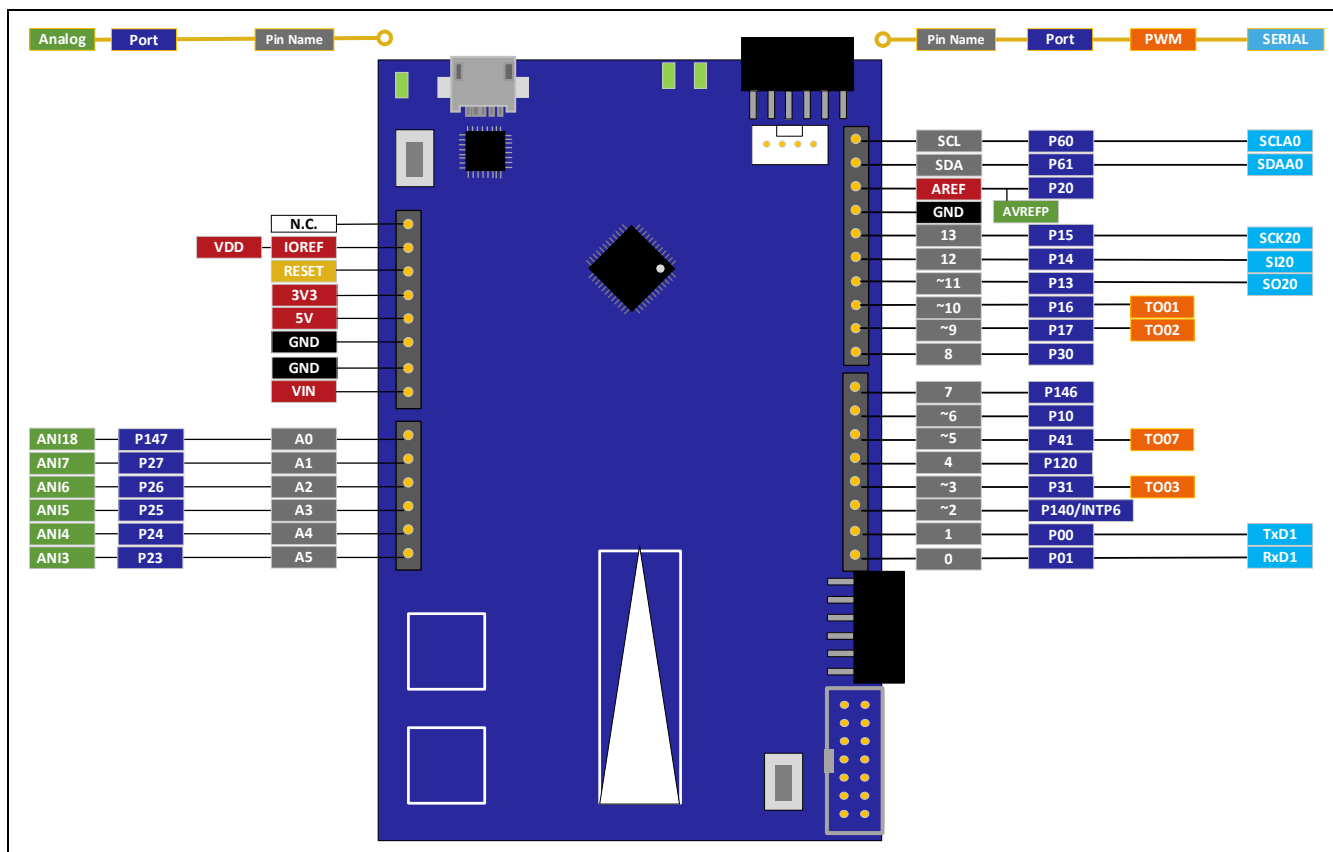 Analog Port Pin Name
Pin Name Port PWM SERIAL
SCL P60 SCLA0
SDA P61 SDAA0
AREF P20
GND AVREFP
13 P15 SCK20
12 P14 SI20
~11 P13 SO20
~10 P16 TO01
~9 P17 TO02
8 P30
N.C.
VDD IOREF
RESET
3V3
5V
GND
GND
VIN
7 P146
~6 P10
~5 P41 TO07
4 P120
~3 P31 TO03
~2 P140/INTP6
1 P00 TxD1
0 P01 RxD1
ANI18 P147 A0
ANI7 P27 A1
ANI6 P26 A2
ANI5 P25 A3
ANI4 P24 A4
ANI3 P23 A5